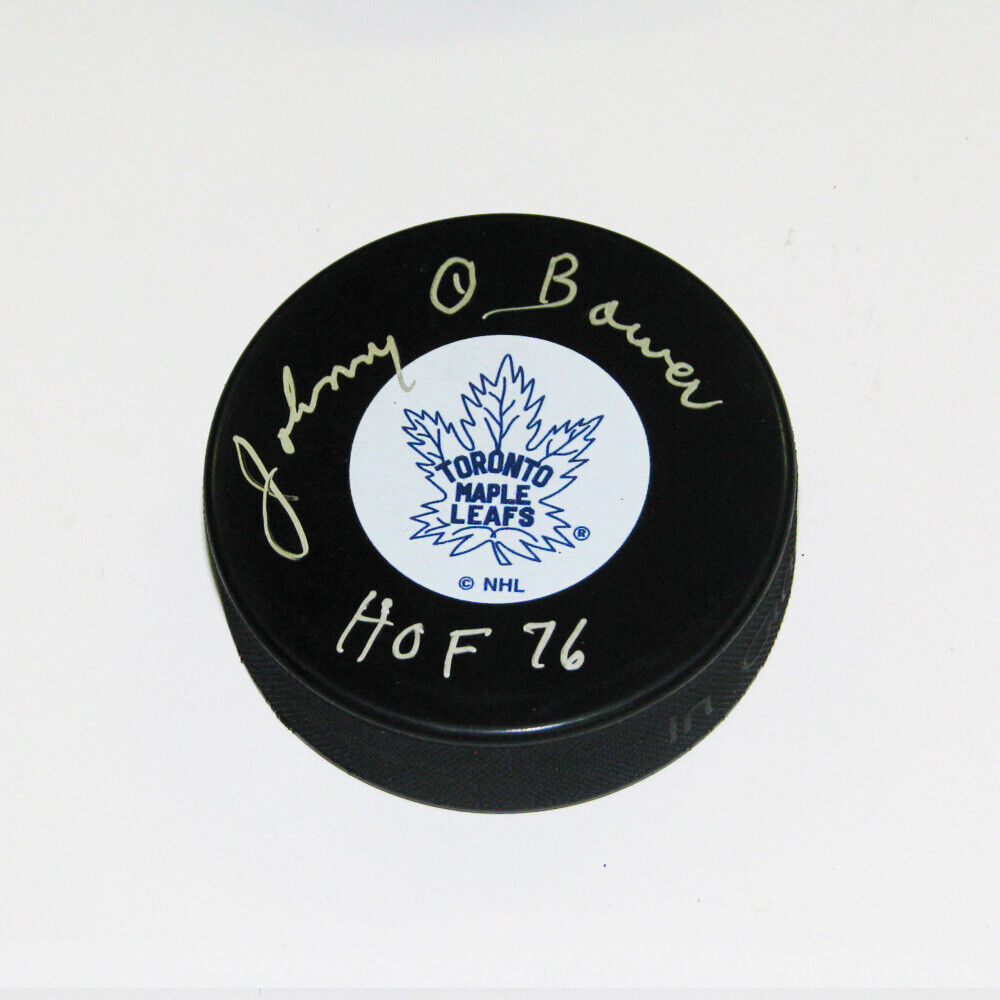 Johnny O Bower
TORONTO
MAPLE
LEAFS ®
© NHL
HOF 76